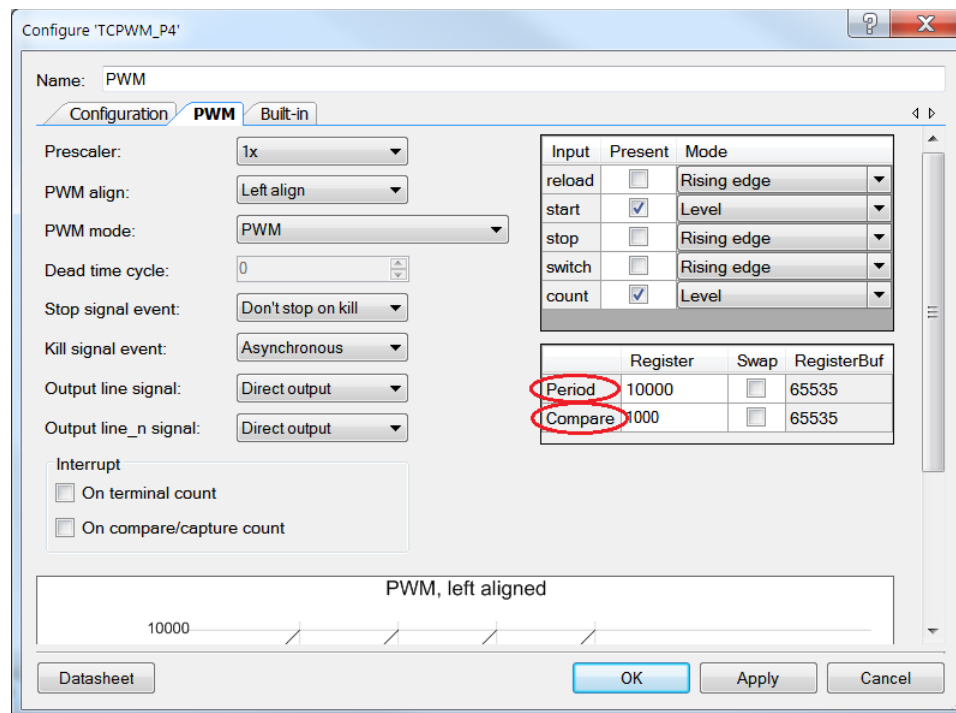 Configure 'TCPWM_P4'
Name: PWM
Configuration PWM Built-in
Prescaler: 1x
PWM align: Left align
PWM mode: PWM
Dead time cycle: 0
Stop signal event: Don't stop on kill
Kill signal event: Asynchronous
Output line signal: Direct output
Output line_n signal: Direct output
Interrupt
On terminal count
On compare/capture count
Input Present Mode
reload Rising edge
start Level
stop Rising edge
switch Rising edge
count Level
Register Swap RegisterBuf
Period 10000 65535
Compare 1000 65535
PWM, left aligned
10000
Datasheet OK Apply Cancel